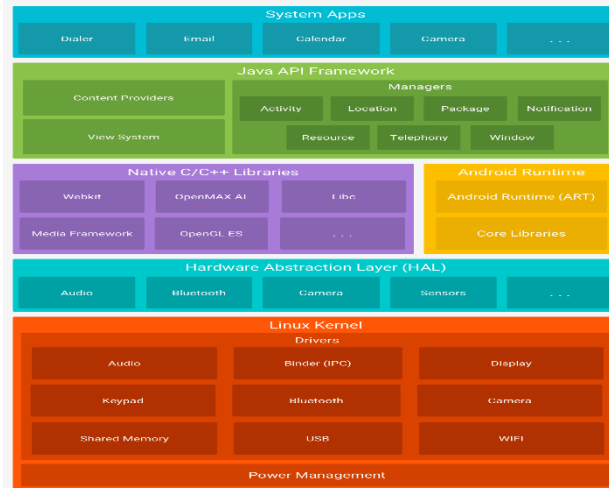 System Apps
Dialer Email Calendar Camera ...
Java API Framework
Content Providers
View System
Managers
Activity Location Package Notification
Resource Telephony Window
Native C/C++ Libraries
Webkit OpenMAX AL Libc
Media Framework OpenGL ES ...
Android Runtime
Android Runtime (ART)
Core Libraries
Hardware Abstraction Layer (HAL)
Audio Bluetooth Camera Sensors ...
Linux Kernel
Drivers
Audio Binder (IPC) Display
Keypad Bluetooth Camera
Shared Memory USB WIFI
Power Management